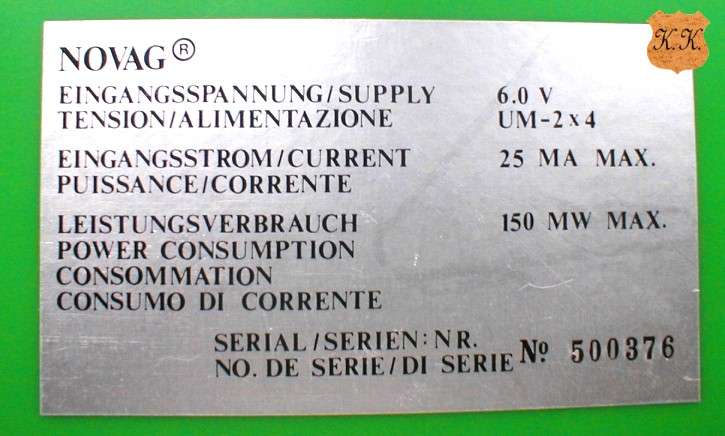 K. K.
NOVAG®
EINGANGSSPANNUNG/SUPPLY 6.0 V
TENSION/ALIMENTAZIONE UM-2x4
EINGANGSSTROM/CURRENT 25 MA MAX.
PUISSANCE/CORRENTE
LEISTUNGSVERBRAUCH 150 MW MAX.
POWER CONSUMPTION
CONSOMMATION
CONSUMO DI CORRENTE
SERIAL/SERIEN:NR.
NO. DE SERIE/DI SERIE Nº 500376